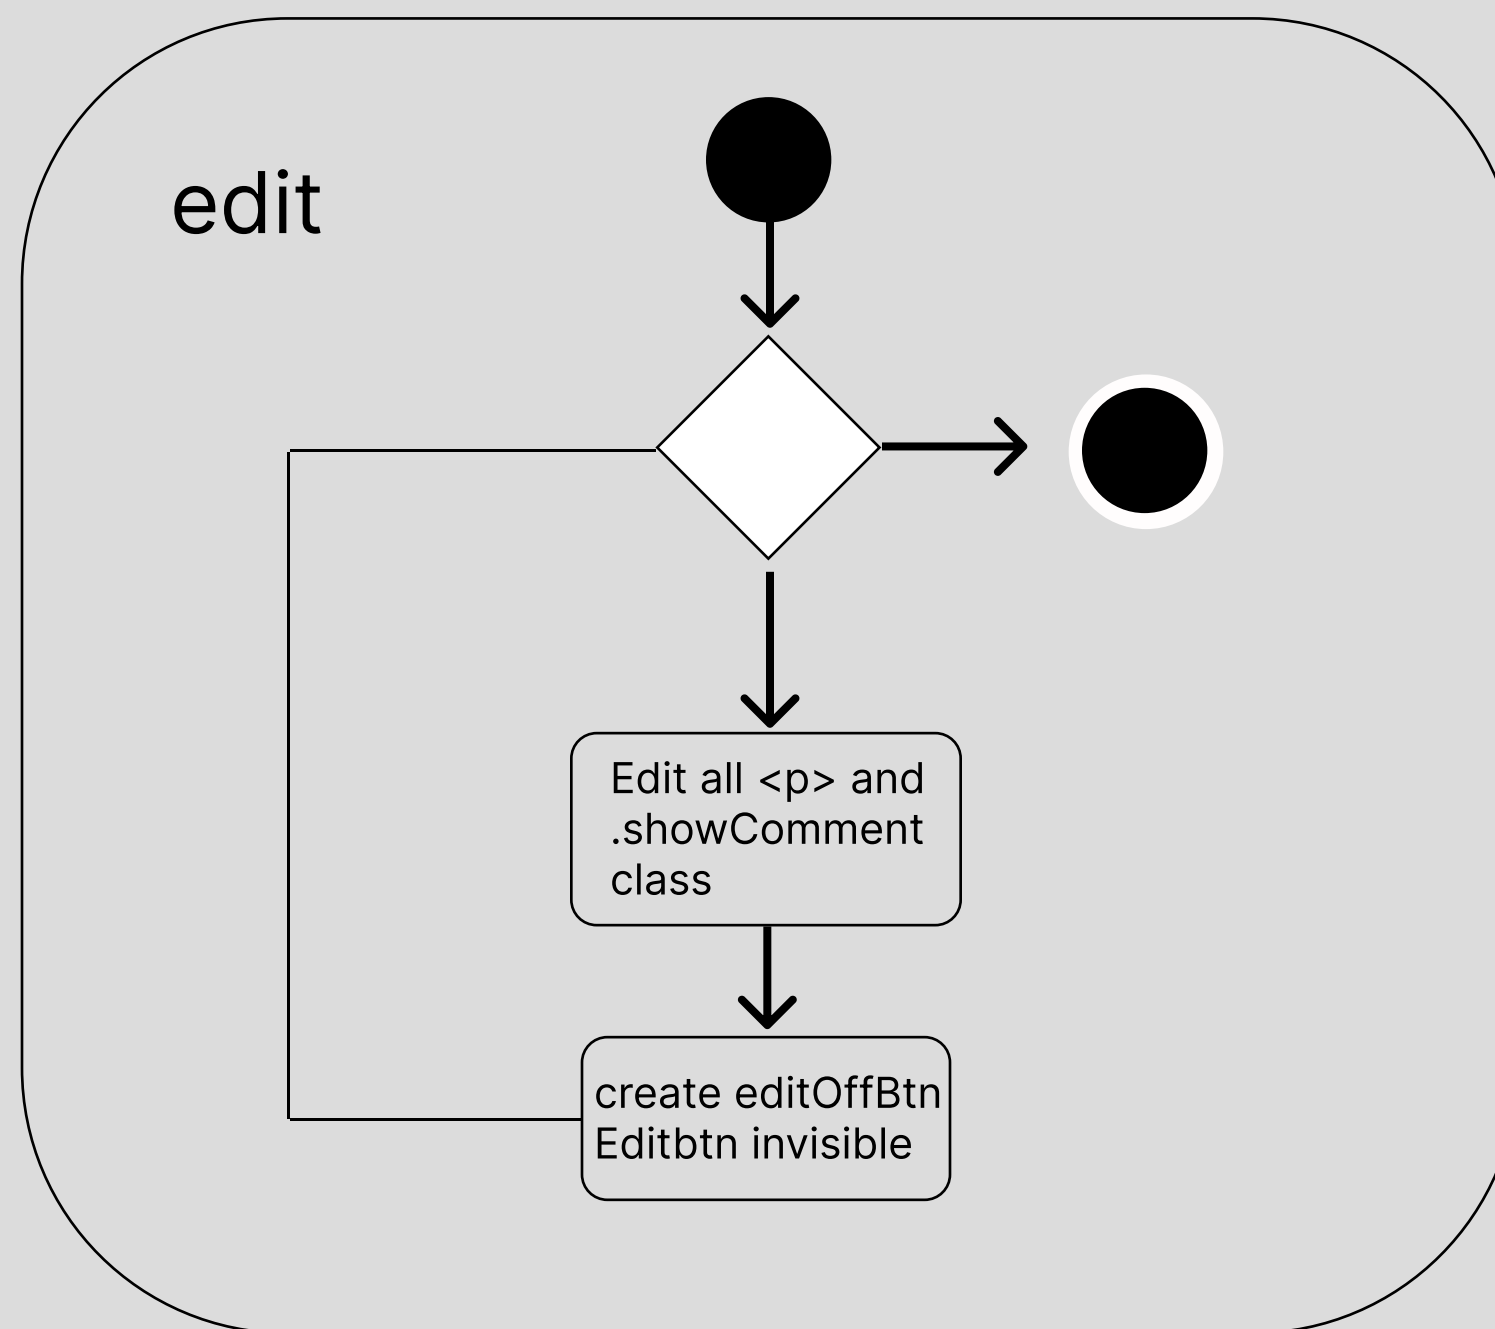 edit
Edit all <p> and
.showComment
class
create editOffBtn
Editbtn invisible